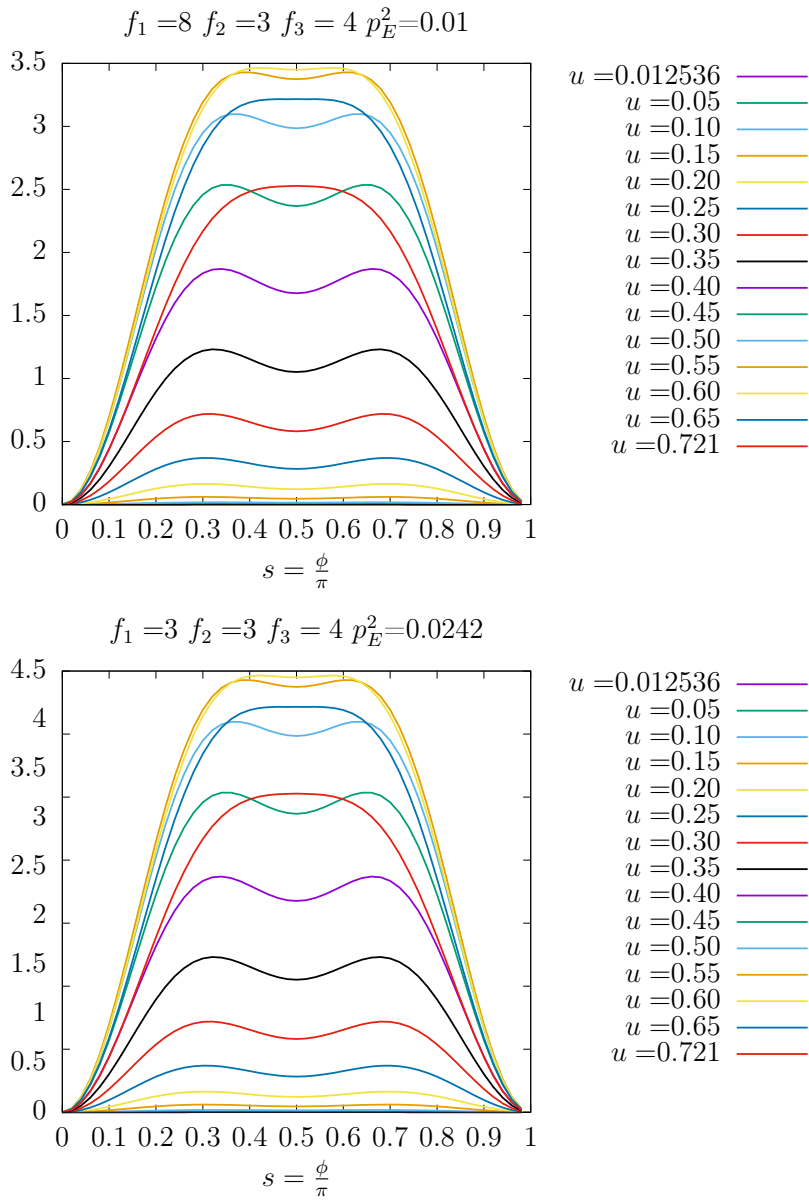 f₁ =8 f₂ =3 f₃ = 4 p_E²=0.01
3.5
3
2.5
2
1.5
1
0.5
0
0 0.1 0.2 0.3 0.4 0.5 0.6 0.7 0.8 0.9 1
s = ϕ/π
u =0.012536
u =0.05
u =0.10
u =0.15
u =0.20
u =0.25
u =0.30
u =0.35
u =0.40
u =0.45
u =0.50
u =0.55
u =0.60
u =0.65
u =0.721
f₁ =3 f₂ =3 f₃ = 4 p_E²=0.0242
4.5
4
3.5
3
2.5
2
1.5
1
0.5
0
0 0.1 0.2 0.3 0.4 0.5 0.6 0.7 0.8 0.9 1
s = ϕ/π
u =0.012536
u =0.05
u =0.10
u =0.15
u =0.20
u =0.25
u =0.30
u =0.35
u =0.40
u =0.45
u =0.50
u =0.55
u =0.60
u =0.65
u =0.721